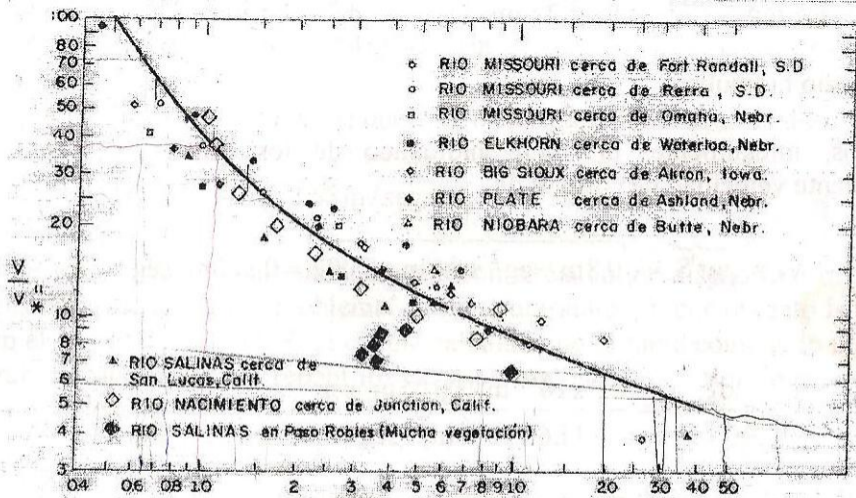 100
80
70
60
50
40
30
20
10
8
7
6
5
4
3
V
V"*
RIO MISSOURI cerca de Fort Randall, S.D
RIO MISSOURI cerca de Rerra, S.D.
RIO MISSOURI cerca de Omaha, Nebr.
RIO ELKHORN cerca de Waterloo, Nebr.
RIO BIG SIOUX cerca de Akron, Iowa.
RIO PLATE cerca de Ashland, Nebr.
RIO NIOBARA cerca de Butte, Nebr.
RIO SALINAS cerca de
San Lucas, Calif.
RIO NACIMIENTO cerca de Junction, Calif.
RIO SALINAS en Paso Robles (Mucha vegetación)
0.4 0.6 0.8 1.0 2 3 4 5 6 7 8 9 10 20 30 40 50